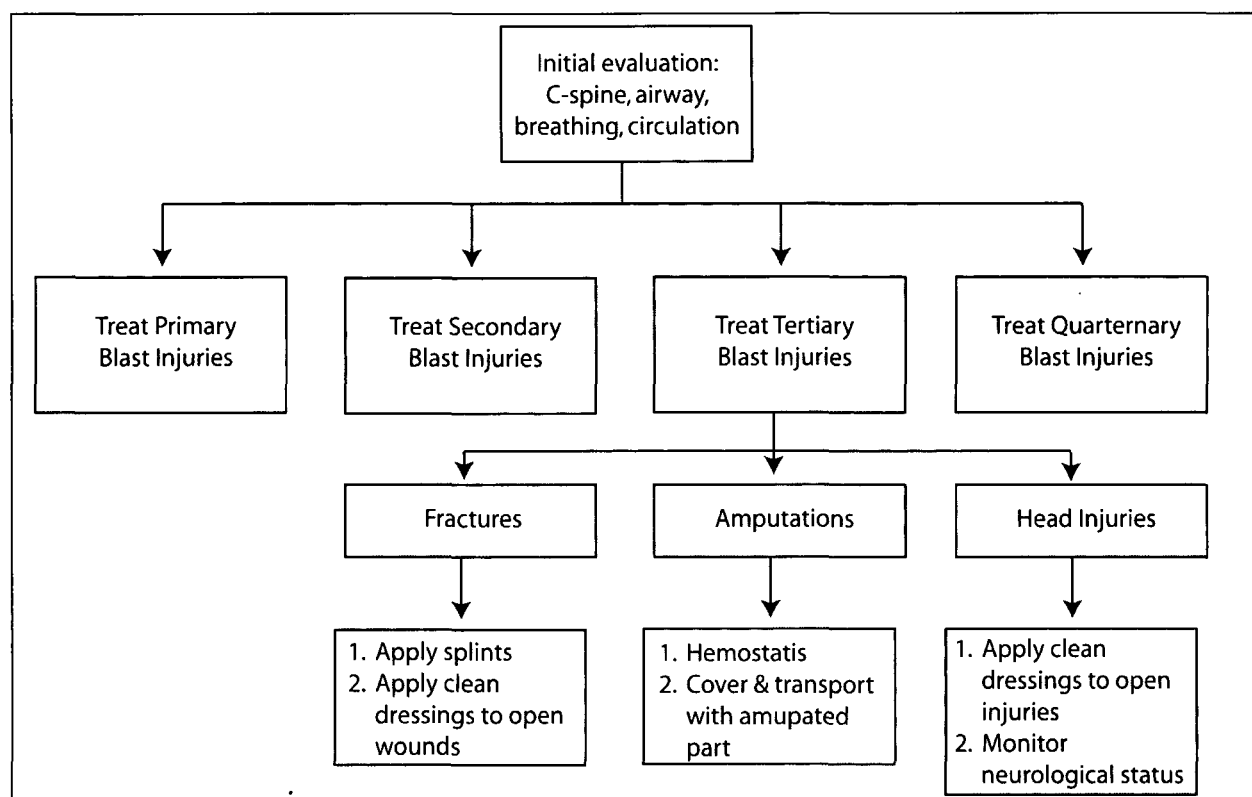 Initial evaluation:
C-spine, airway,
breathing, circulation
Treat Primary
Blast Injuries
Treat Secondary
Blast Injuries
Treat Tertiary
Blast Injuries
Treat Quarternary
Blast Injuries
Fractures
Amputations
Head Injuries
1. Apply splints
2. Apply clean
dressings to open
wounds
1. Hemostatis
2. Cover & transport
with amupated
part
1. Apply clean
dressings to open
injuries
2. Monitor
neurological status